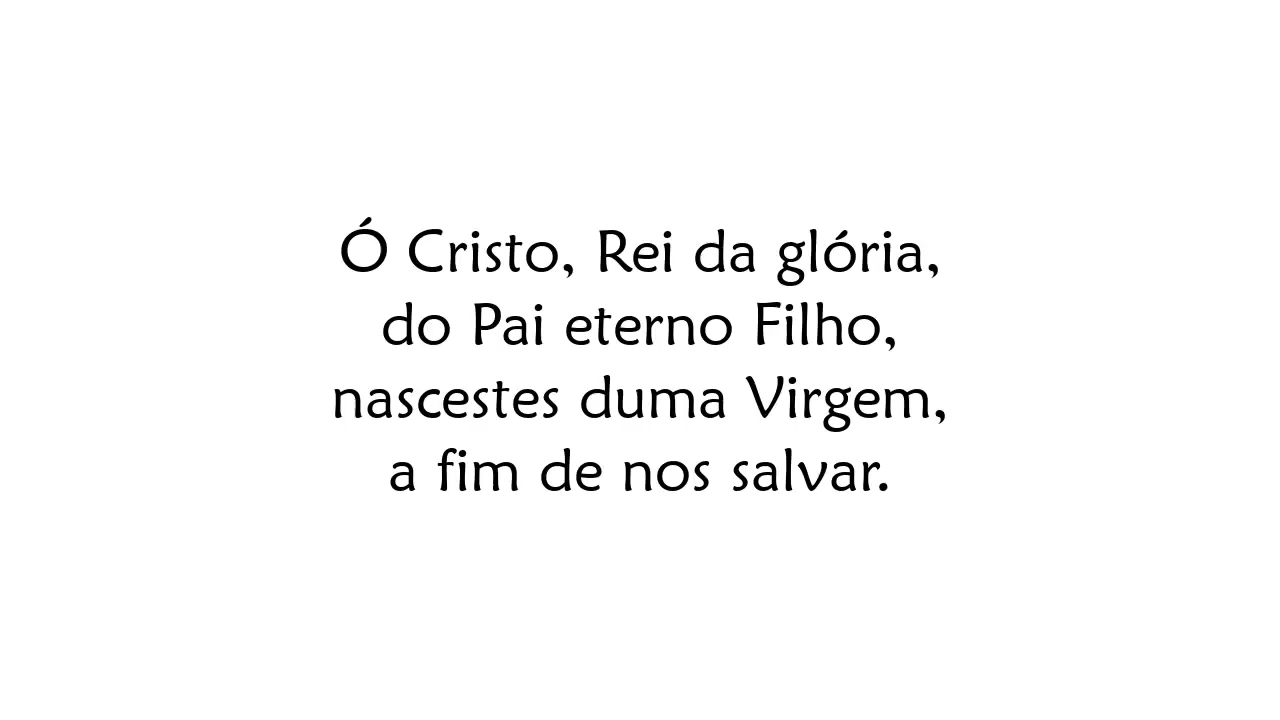 Ó Cristo, Rei da glória,
do Pai eterno Filho,
nascestes duma Virgem,
a fim de nos salvar.